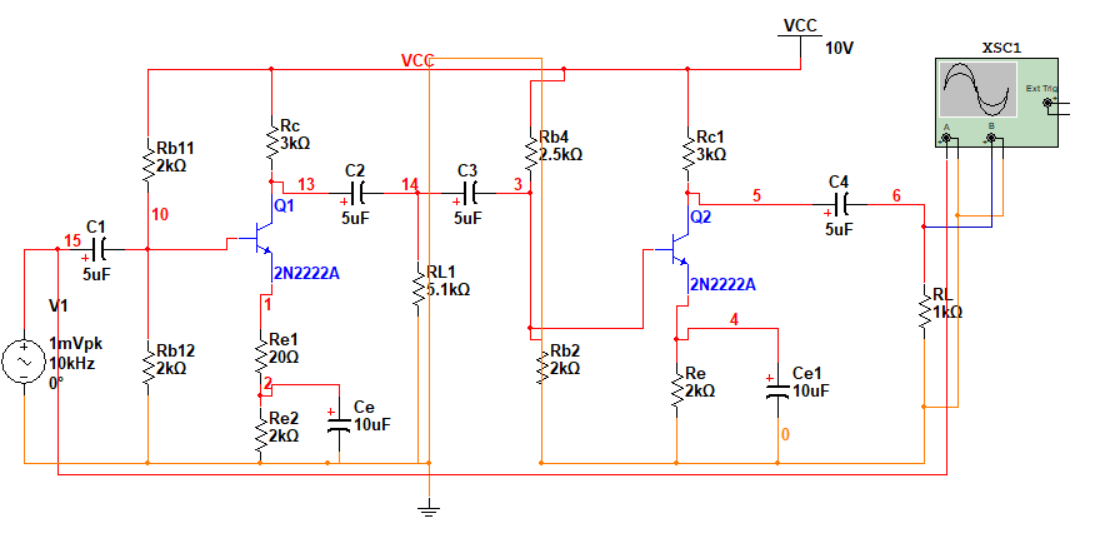 VCC
10V
XSC1
Ext Trig
A
B
VCC
Rb11
2kΩ
Rc
3kΩ
Rb4
2.5kΩ
Rc1
3kΩ
10
13
C2
5uF
14
C3
5uF
3
5
C4
5uF
6
15
C1
5uF
Q1
2N2222A
Q2
2N2222A
RL1
5.1kΩ
RL
1kΩ
V1
1mVpk
10kHz
0°
1
Re1
20Ω
Rb12
2kΩ
2
Re2
2kΩ
Ce
10uF
Rb2
2kΩ
4
Re
2kΩ
Ce1
10uF
0